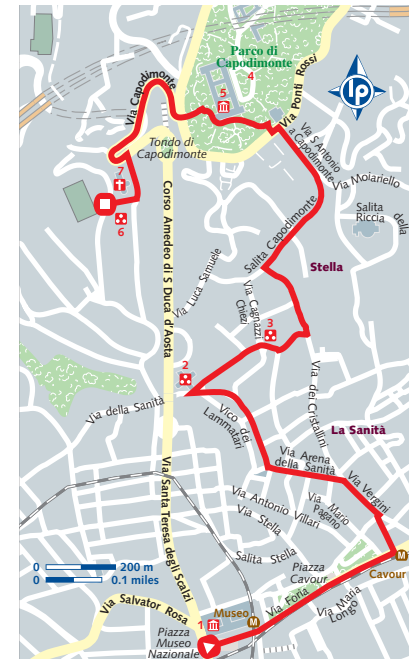 Parco di
Capodimonte
4
Via Ponti Rossi
Via Capodimonte
5
lp
Via S Antonio
a Capodimonte
Tondo di
Capodimonte
Via Moiariello
7
6
Salita
Riccia
Corso Amedeo di S Duca d'Aosta
Salita Capodimonte
Stella
Via Luca Samuele
Via Cagnazzi
Chiezi
3
2
Via dei Cristallini
Via della Sanità
Vico dei
Lammatari
La Sanità
Via Arena
della Sanità
Via Vergini
Via Santa Teresa degli Scalzi
Via Antonio Villari
Via Mario
Pagano
Via Stella
Salita Stella
Piazza
Cavour
M
Cavour
0 200 m
0 0.1 miles
Via Salvator Rosa
1
Museo
M
Via Foria
Via Maria
Longo
Piazza
Museo
Nazionale